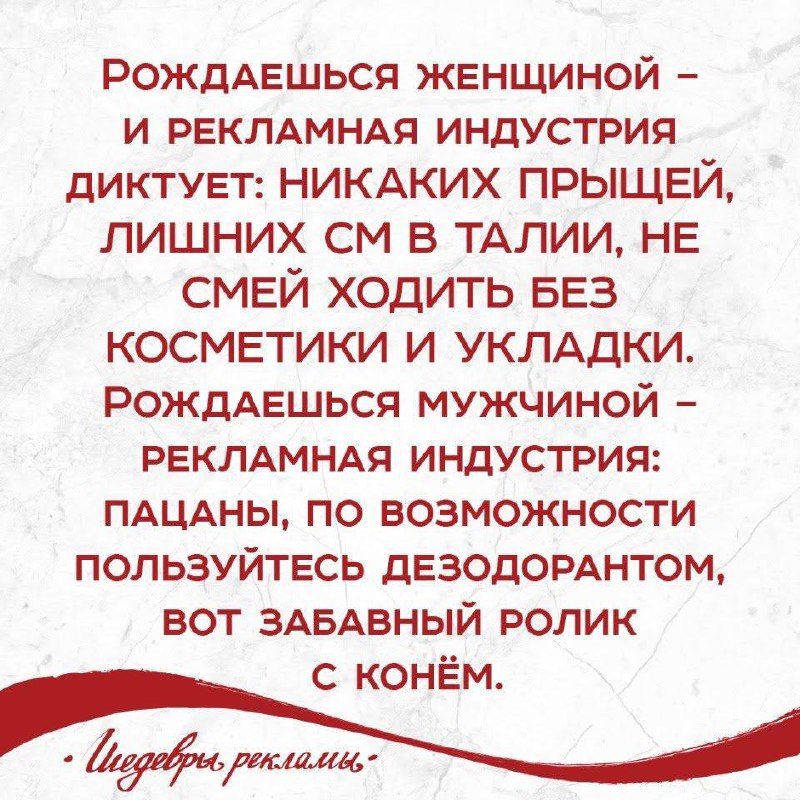 Рождаешься женщиной –
и рекламная индустрия
диктует: НИКАКИХ ПРЫЩЕЙ,
ЛИШНИХ СМ В ТАЛИИ, НЕ
СМЕЙ ХОДИТЬ БЕЗ
КОСМЕТИКИ И УКЛАДКИ.
Рождаешься мужчиной –
рекламная индустрия:
пацаны, по возможности
пользуйтесь дезодорантом,
вот забавный ролик
с конём.
• Шедевры рекламы •